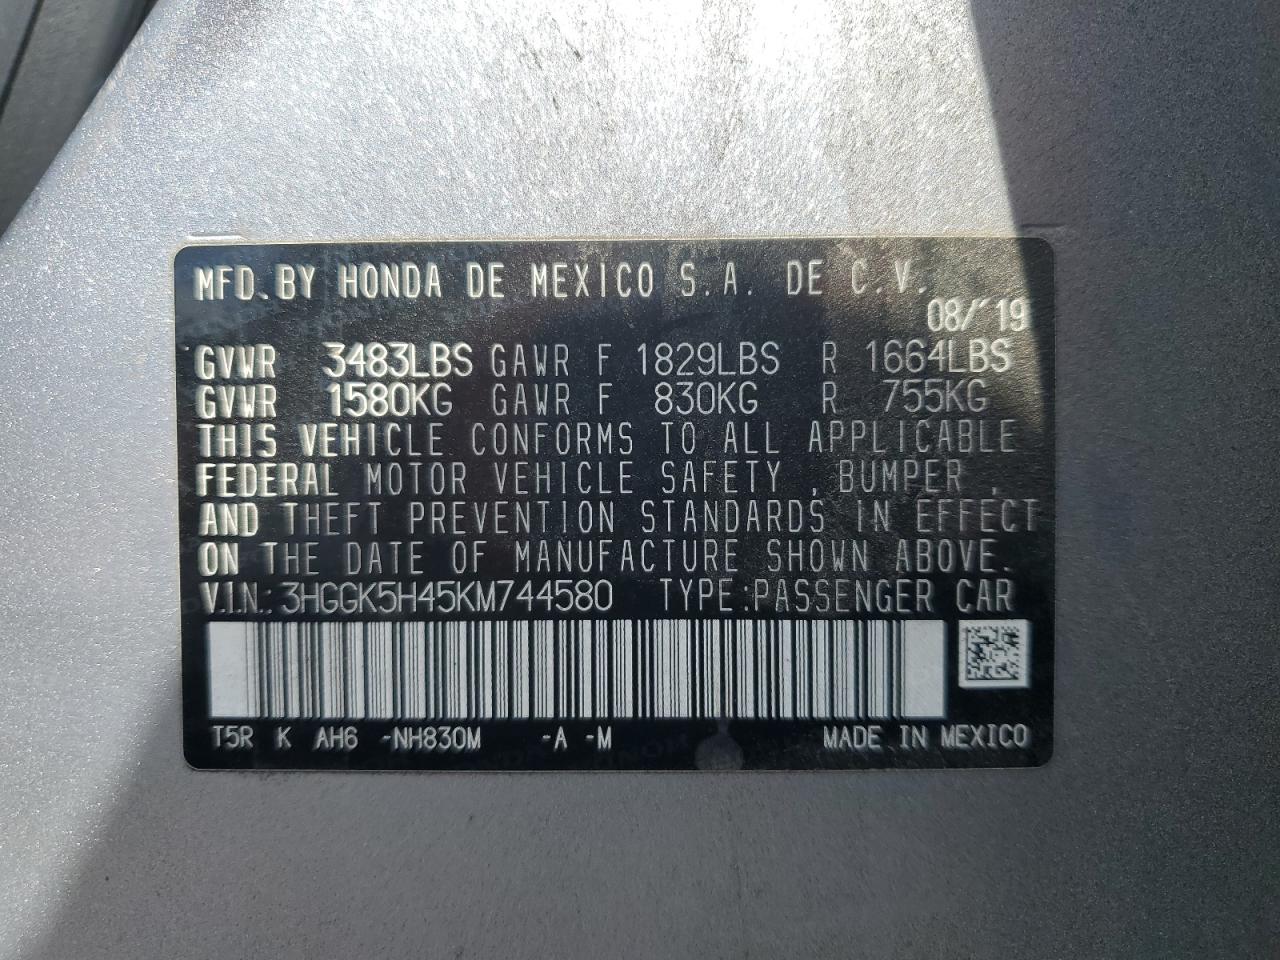 MFD. BY HONDA DE MEXICO S.A. DE C.V.
08/'19
GVWR 3483LBS GAWR F 1829LBS R 1664LBS
GVWR 1580KG GAWR F 830KG R 755KG
THIS VEHICLE CONFORMS TO ALL APPLICABLE
FEDERAL MOTOR VEHICLE SAFETY , BUMPER ,
AND THEFT PREVENTION STANDARDS IN EFFECT
ON THE DATE OF MANUFACTURE SHOWN ABOVE.
V.I.N.: 3HGGK5H45KM744580 TYPE:PASSENGER CAR
T5R K AH6 -NH830M -A -M MADE IN MEXICO